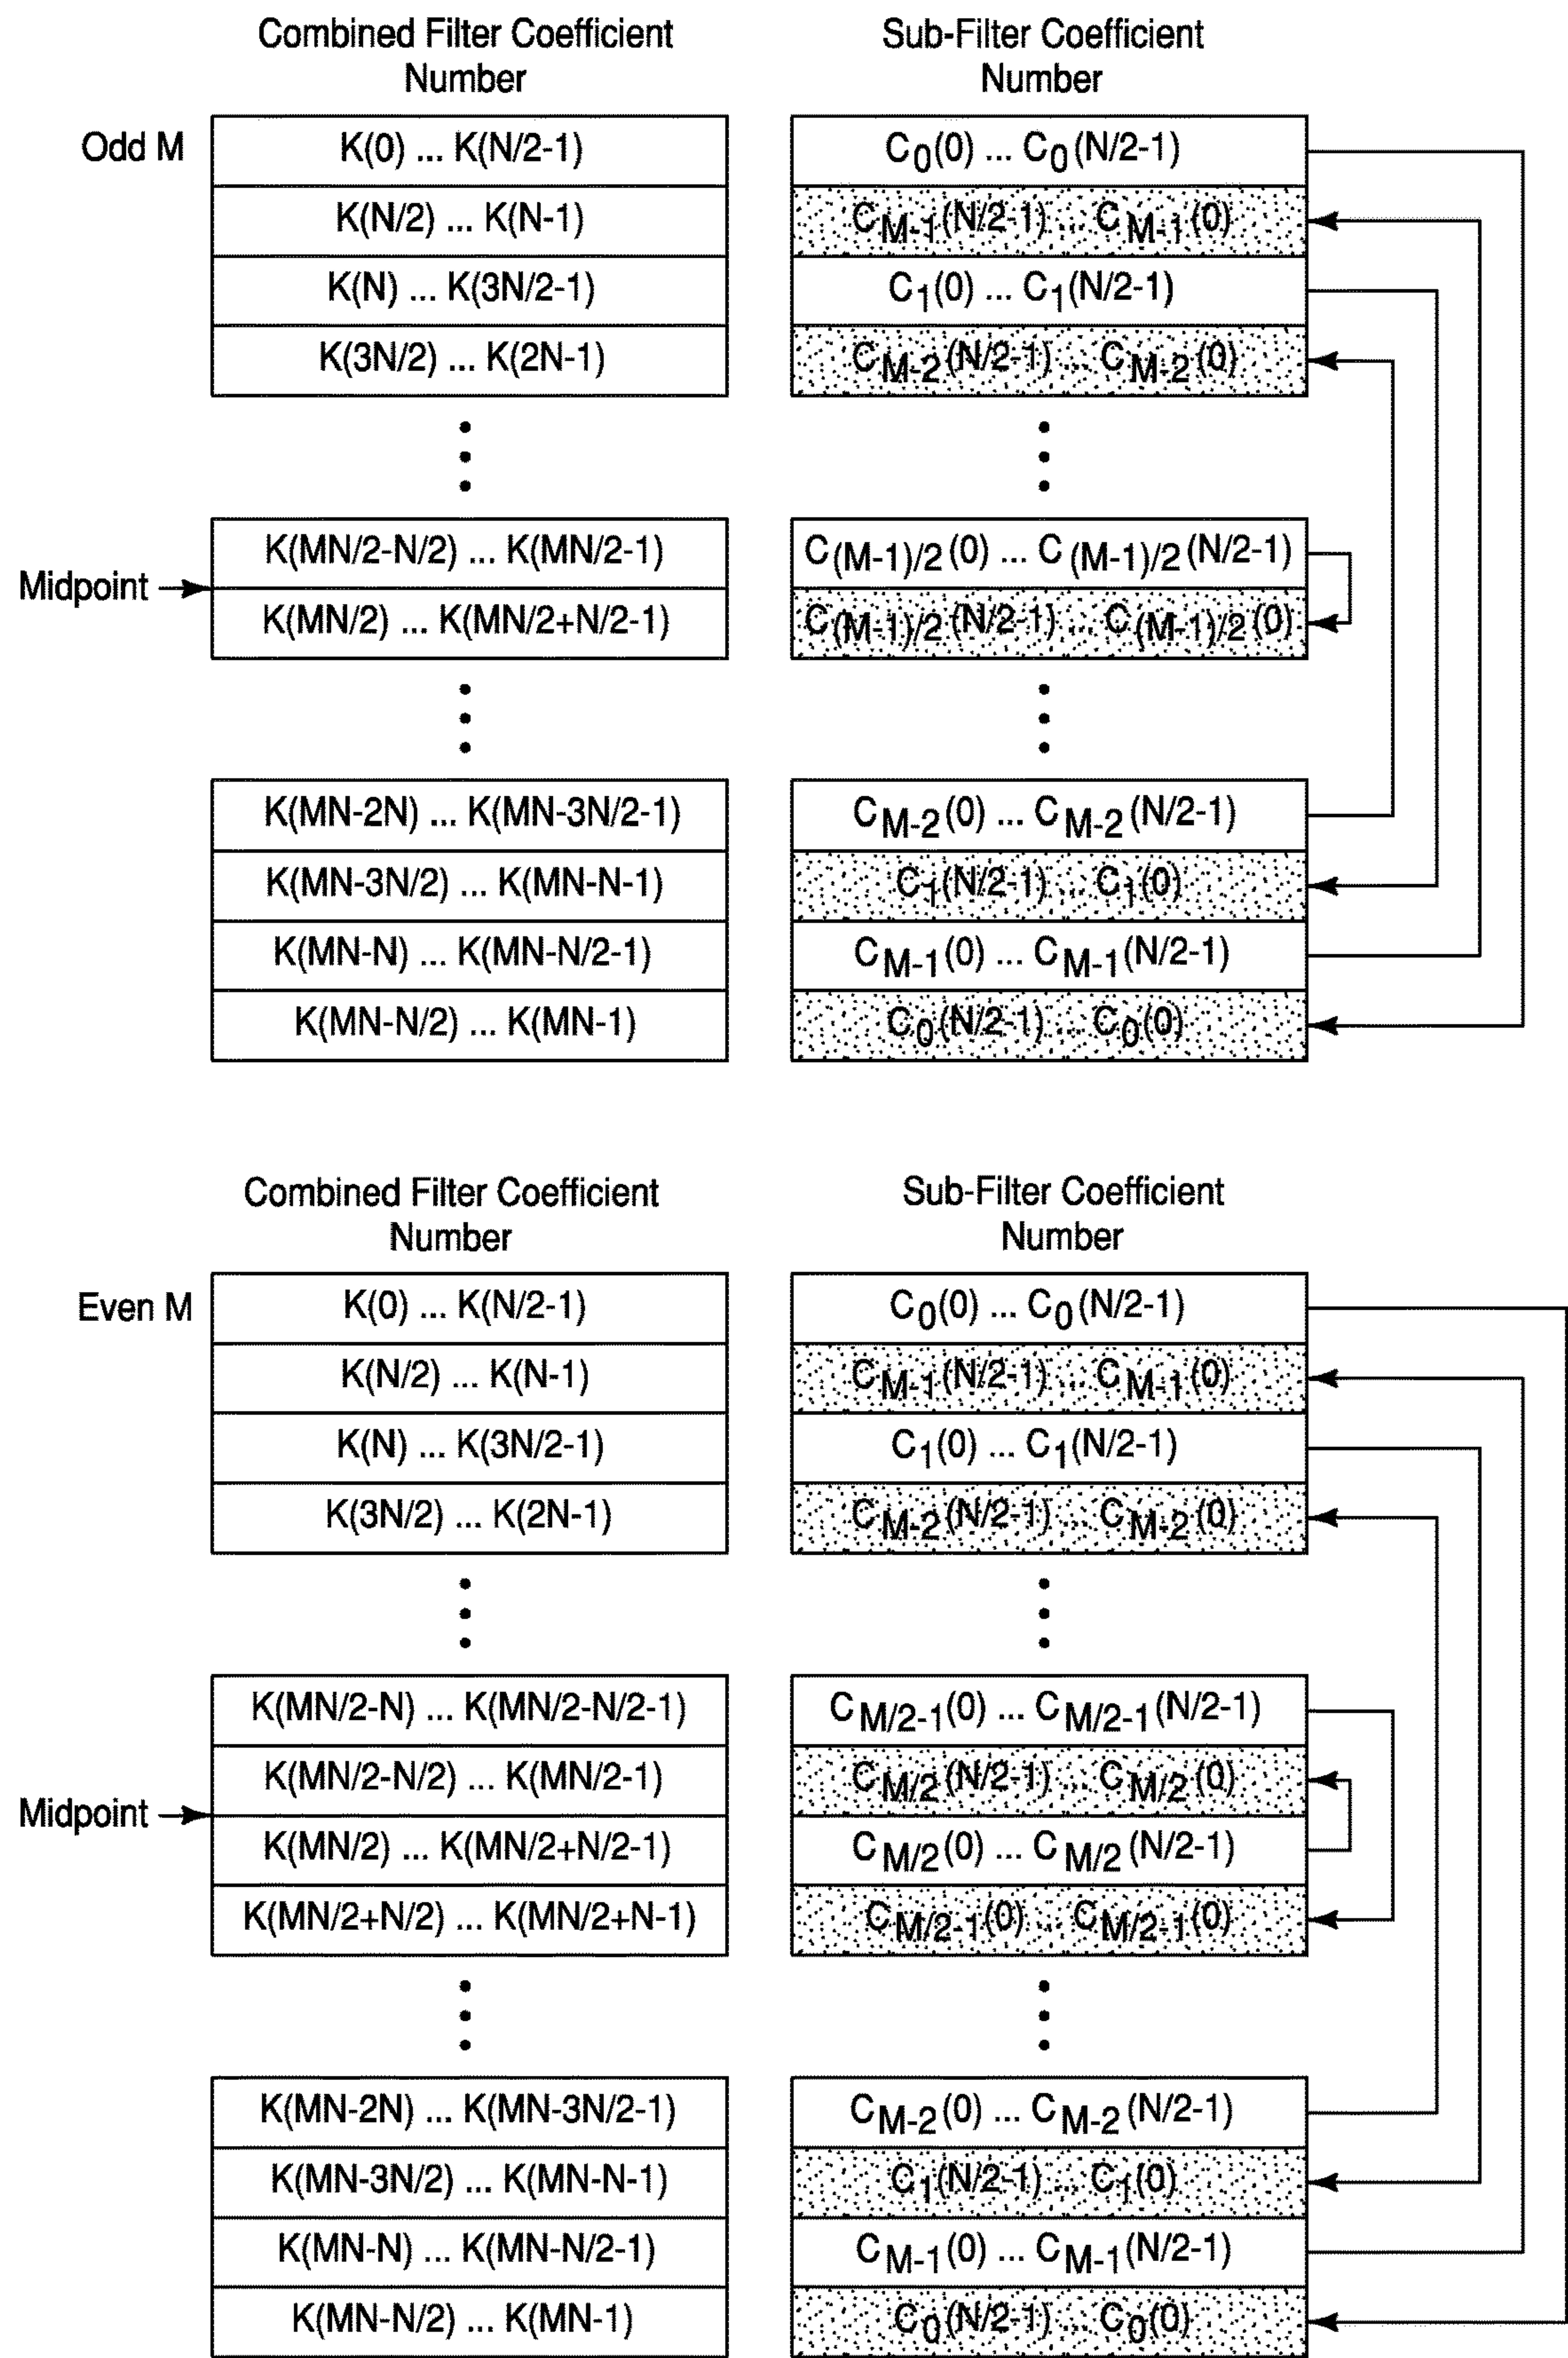 Combined Filter Coefficient Number
Sub-Filter Coefficient Number
Odd M
K(0) ... K(N/2-1)
C0(0) ... C0(N/2-1)
K(N/2) ... K(N-1)
CM-1(N/2-1) ... CM-1(0)
K(N) ... K(3N/2-1)
C1(0) ... C1(N/2-1)
K(3N/2) ... K(2N-1)
CM-2(N/2-1) ... CM-2(0)
K(MN/2-N/2) ... K(MN/2-1)
C(M-1)/2(0) ... C(M-1)/2(N/2-1)
Midpoint
K(MN/2) ... K(MN/2+N/2-1)
C(M-1)/2(N/2-1) ... C(M-1)/2(0)
K(MN-2N) ... K(MN-3N/2-1)
CM-2(0) ... CM-2(N/2-1)
K(MN-3N/2) ... K(MN-N-1)
C1(N/2-1) ... C1(0)
K(MN-N) ... K(MN-N/2-1)
CM-1(0) ... CM-1(N/2-1)
K(MN-N/2) ... K(MN-1)
C0(N/2-1) ... C0(0)
Combined Filter Coefficient Number
Sub-Filter Coefficient Number
Even M
K(0) ... K(N/2-1)
C0(0) ... C0(N/2-1)
K(N/2) ... K(N-1)
CM-1(N/2-1) ... CM-1(0)
K(N) ... K(3N/2-1)
C1(0) ... C1(N/2-1)
K(3N/2) ... K(2N-1)
CM-2(N/2-1) ... CM-2(0)
K(MN/2-N) ... K(MN/2-N/2-1)
CM/2-1(0) ... CM/2-1(N/2-1)
K(MN/2-N/2) ... K(MN/2-1)
CM/2(N/2-1) ... CM/2(0)
Midpoint
K(MN/2) ... K(MN/2+N/2-1)
CM/2(0) ... CM/2(N/2-1)
K(MN/2+N/2) ... K(MN/2+N-1)
CM/2-1(0) ... CM/2-1(0)
K(MN-2N) ... K(MN-3N/2-1)
CM-2(0) ... CM-2(N/2-1)
K(MN-3N/2) ... K(MN-N-1)
C1(N/2-1) ... C1(0)
K(MN-N) ... K(MN-N/2-1)
CM-1(0) ... CM-1(N/2-1)
K(MN-N/2) ... K(MN-1)
C0(N/2-1) ... C0(0)